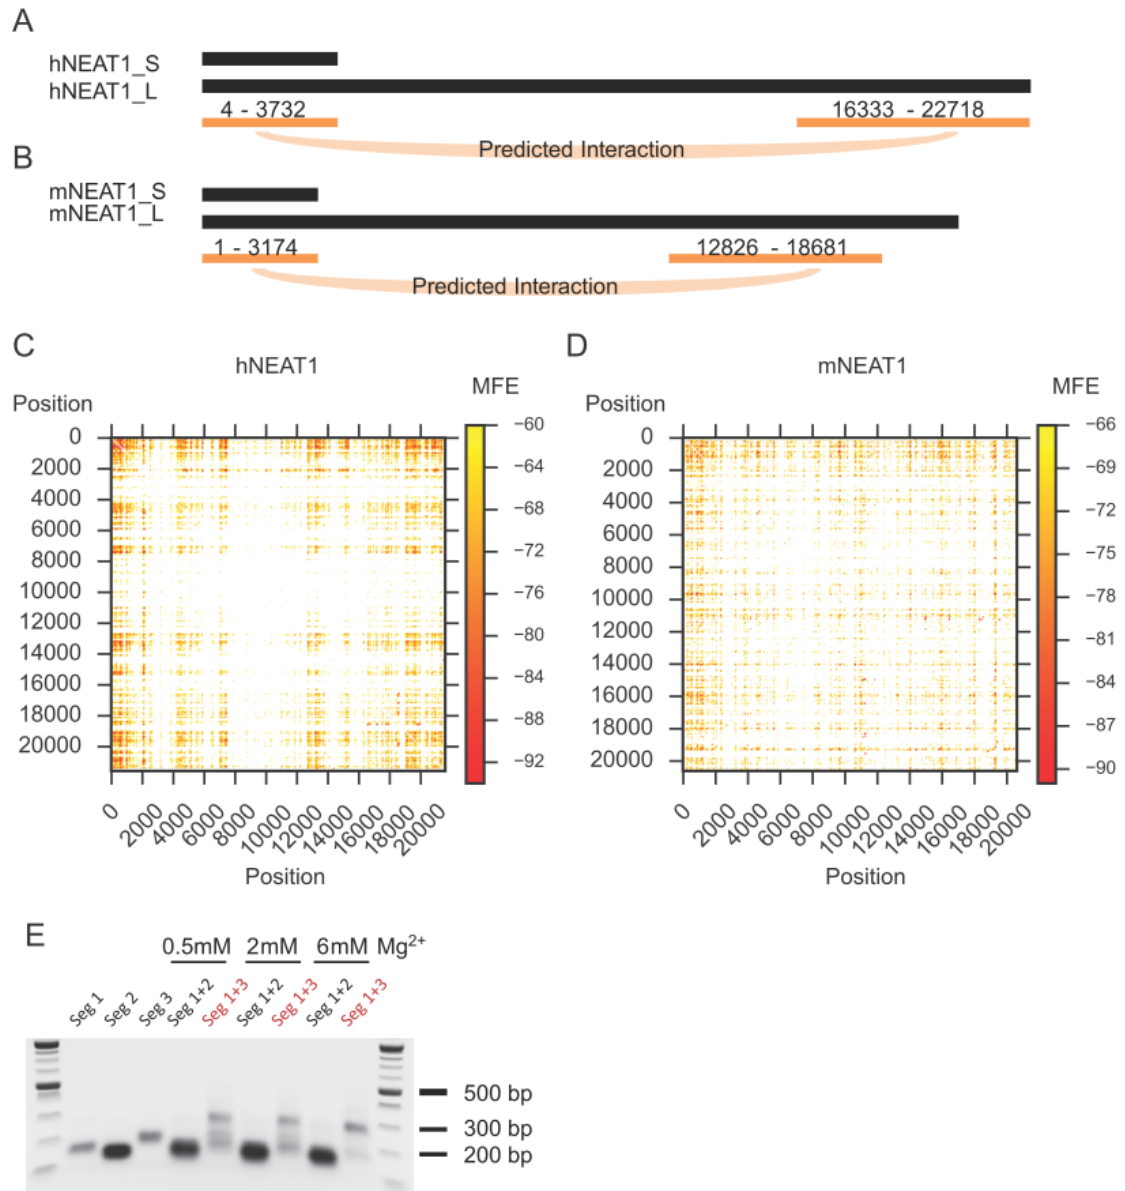 A
hNEAT1_S
hNEAT1_L
4 - 3732
16333 - 22718
Predicted Interaction
B
mNEAT1_S
mNEAT1_L
1 - 3174
12826 - 18681
Predicted Interaction
C
hNEAT1
MFE
Position
0
2000
4000
6000
8000
10000
12000
14000
16000
18000
20000
−60
−64
−68
−72
−76
−80
−84
−88
−92
0 2000 4000 6000 8000 10000 12000 14000 16000 18000 20000
Position
D
mNEAT1
MFE
Position
0
2000
4000
6000
8000
10000
12000
14000
16000
18000
20000
−66
−69
−72
−75
−78
−81
−84
−87
−90
0 2000 4000 6000 8000 10000 12000 14000 16000 18000 20000
Position
E
0.5mM 2mM 6mM Mg²⁺
Seg 1 Seg 2 Seg 3 Seg 1+2 Seg 1+3 Seg 1+2 Seg 1+3 Seg 1+2 Seg 1+3
500 bp
300 bp
200 bp